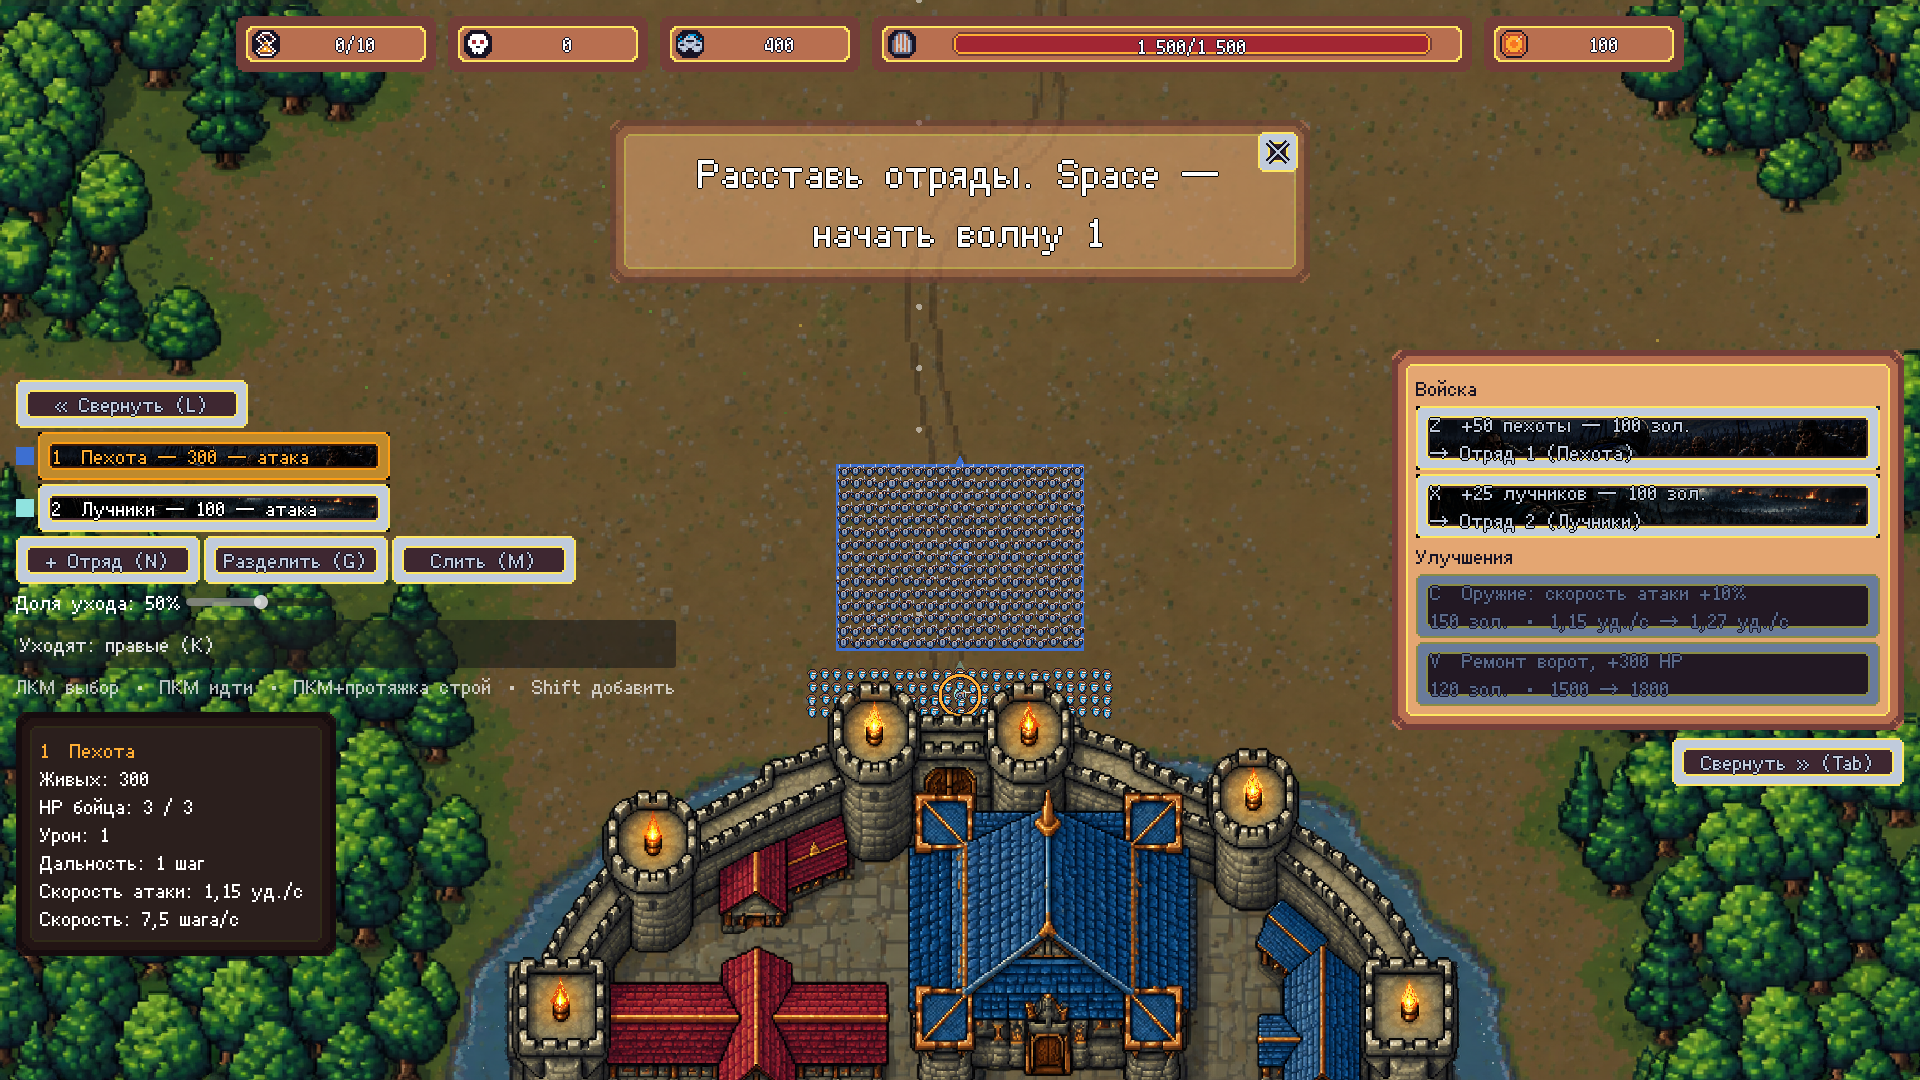 0/10
0
400
1 500/1 500
100
Расставь отряды. Space —
начать волну 1
« Свернуть (L)
1 Пехота — 300 — атака
2 Лучники — 100 — атака
+ Отряд (N)
Разделить (G)
Слить (M)
Доля ухода: 50%
Уходят: правые (K)
ЛКМ выбор • ПКМ идти • ПКМ+протяжка строй • Shift добавить
1 Пехота
Живых: 300
HP бойца: 3 / 3
Урон: 1
Дальность: 1 шаг
Скорость атаки: 1,15 уд./с
Скорость: 7,5 шага/с
Войска
Z +50 пехоты — 100 зол.
→ Отряд 1 (Пехота)
X +25 лучников — 100 зол.
→ Отряд 2 (Лучники)
Улучшения
C Оружие: скорость атаки +10%
150 зол. • 1,15 уд./с → 1,27 уд./с
V Ремонт ворот, +300 HP
120 зол. • 1500 → 1800
Свернуть » (Tab)